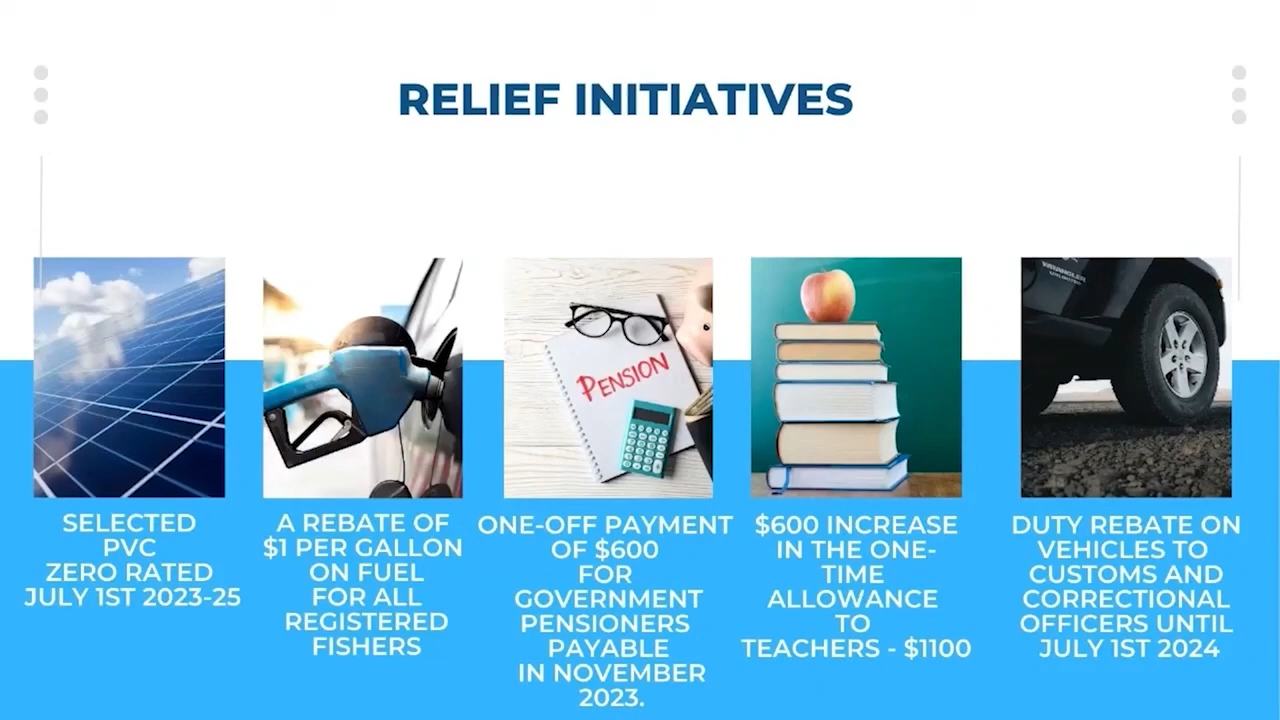 RELIEF INITIATIVES
WRANGLER
UNLIMITED
PENSION
SELECTED
PVC
ZERO RATED
JULY 1ST 2023-25
A REBATE OF
$1 PER GALLON
ON FUEL
FOR ALL
REGISTERED
FISHERS
ONE-OFF PAYMENT
OF $600
FOR
GOVERNMENT
PENSIONERS
PAYABLE
IN NOVEMBER
2023.
$600 INCREASE
IN THE ONE-
TIME
ALLOWANCE
TO
TEACHERS - $1100
DUTY REBATE ON
VEHICLES TO
CUSTOMS AND
CORRECTIONAL
OFFICERS UNTIL
JULY 1ST 2024